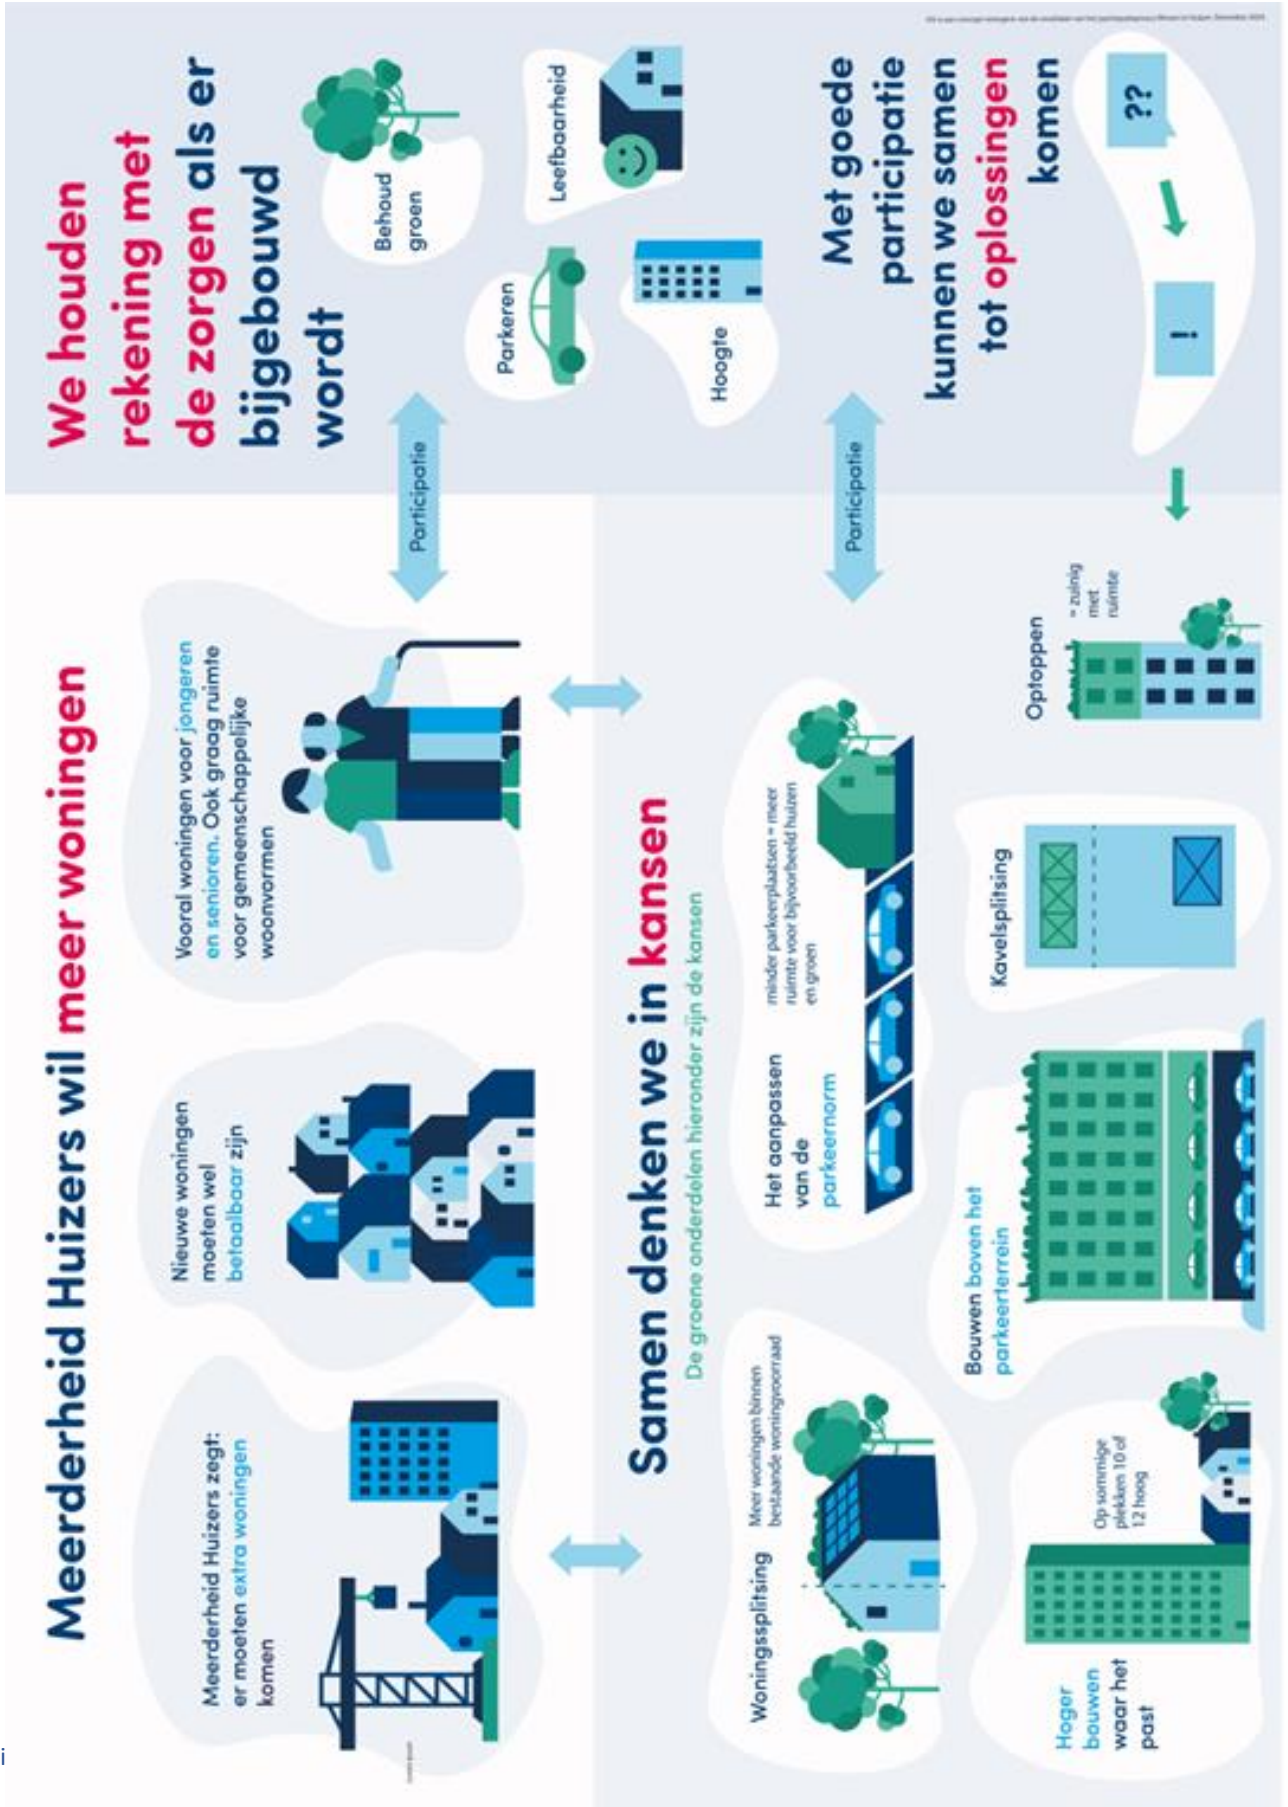 Meerderheid Huizers wil meer woningen
Meerderheid Huizers zegt:
er moeten extra woningen
komen
Nieuwe woningen
moeten wel
betaalbaar zijn
Vooral woningen voor jongeren
en senioren. Ook graag ruimte
voor gemeenschappelijke
woonvormen
Participatie
We houden
rekening met
de zorgen als er
bijgebouwd
wordt
Behoud
groen
Parkeren
Leefbaarheid
Hoogte
Samen denken we in kansen
De groene onderdelen hieronder zijn de kansen
Woningssplitsing
Meer woningen binnen
bestaande woningvoorraad
Het aanpassen
van de
parkeernorm
minder parkeerplaatsen = meer
ruimte voor bijvoorbeeld huizen
en groen
Hoger
bouwen
waar het
past
Op sommige
plekken 10 of
12 hoog
Bouwen boven het
parkeerterrein
Kavelsplitsing
Optoppen
= zuinig
met
ruimte
Participatie
Met goede
participatie
kunnen we samen
tot oplossingen
komen
!
??
i